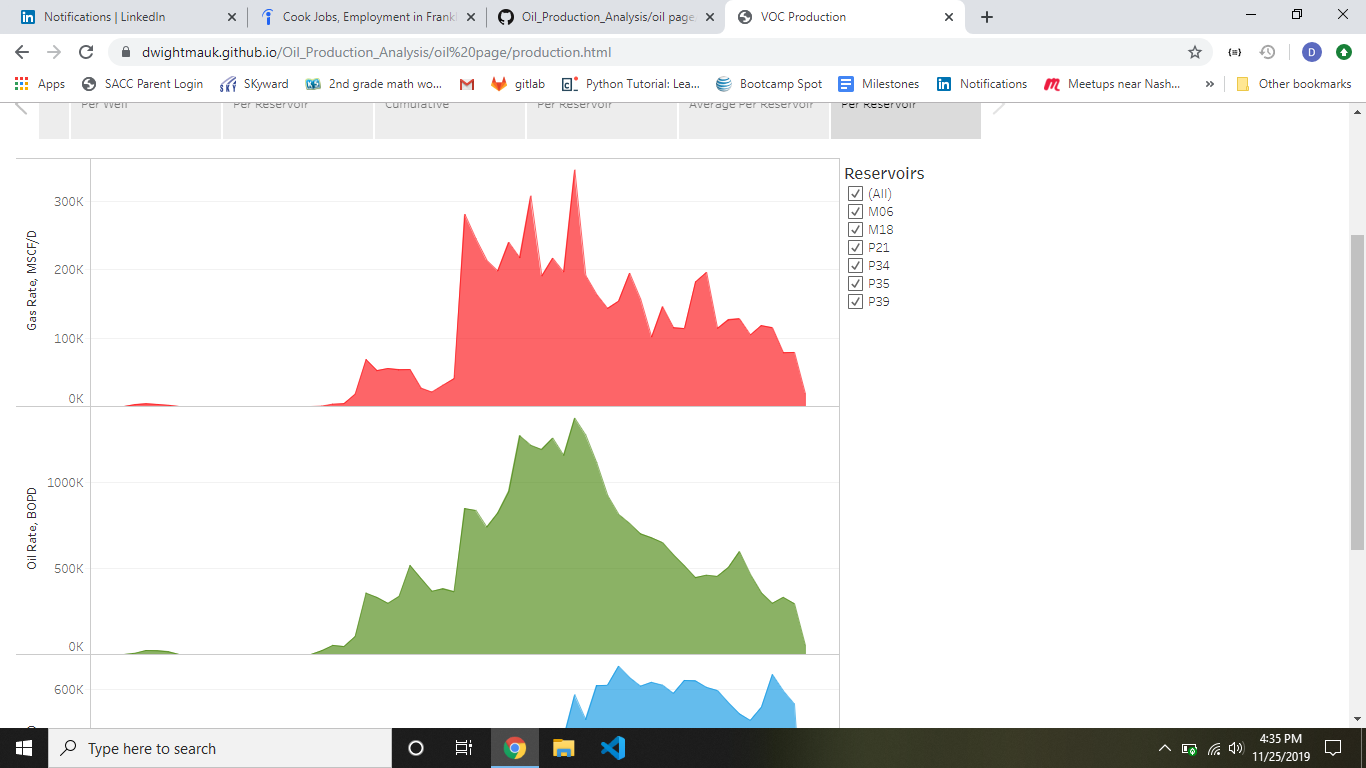 Notifications | LinkedIn
Cook Jobs, Employment in Frankl
Oil_Production_Analysis/oil page
VOC Production
dwightmauk.github.io/Oil_Production_Analysis/oil%20page/production.html
D
Apps
SACC Parent Login
SKyward
2nd grade math wo...
gitlab
Python Tutorial: Lea...
Bootcamp Spot
Milestones
Notifications
Meetups near Nash...
»
Other bookmarks
Per Well
Per Reservoir
Cumulative
Per Reservoir
Average Per Reservoir
Per Reservoir
Gas Rate, MSCF/D
300K
200K
100K
0K
Oil Rate, BOPD
1000K
500K
0K
600K
Reservoirs
(All)
M06
M18
P21
P34
P35
P39
Type here to search
4:35 PM
11/25/2019